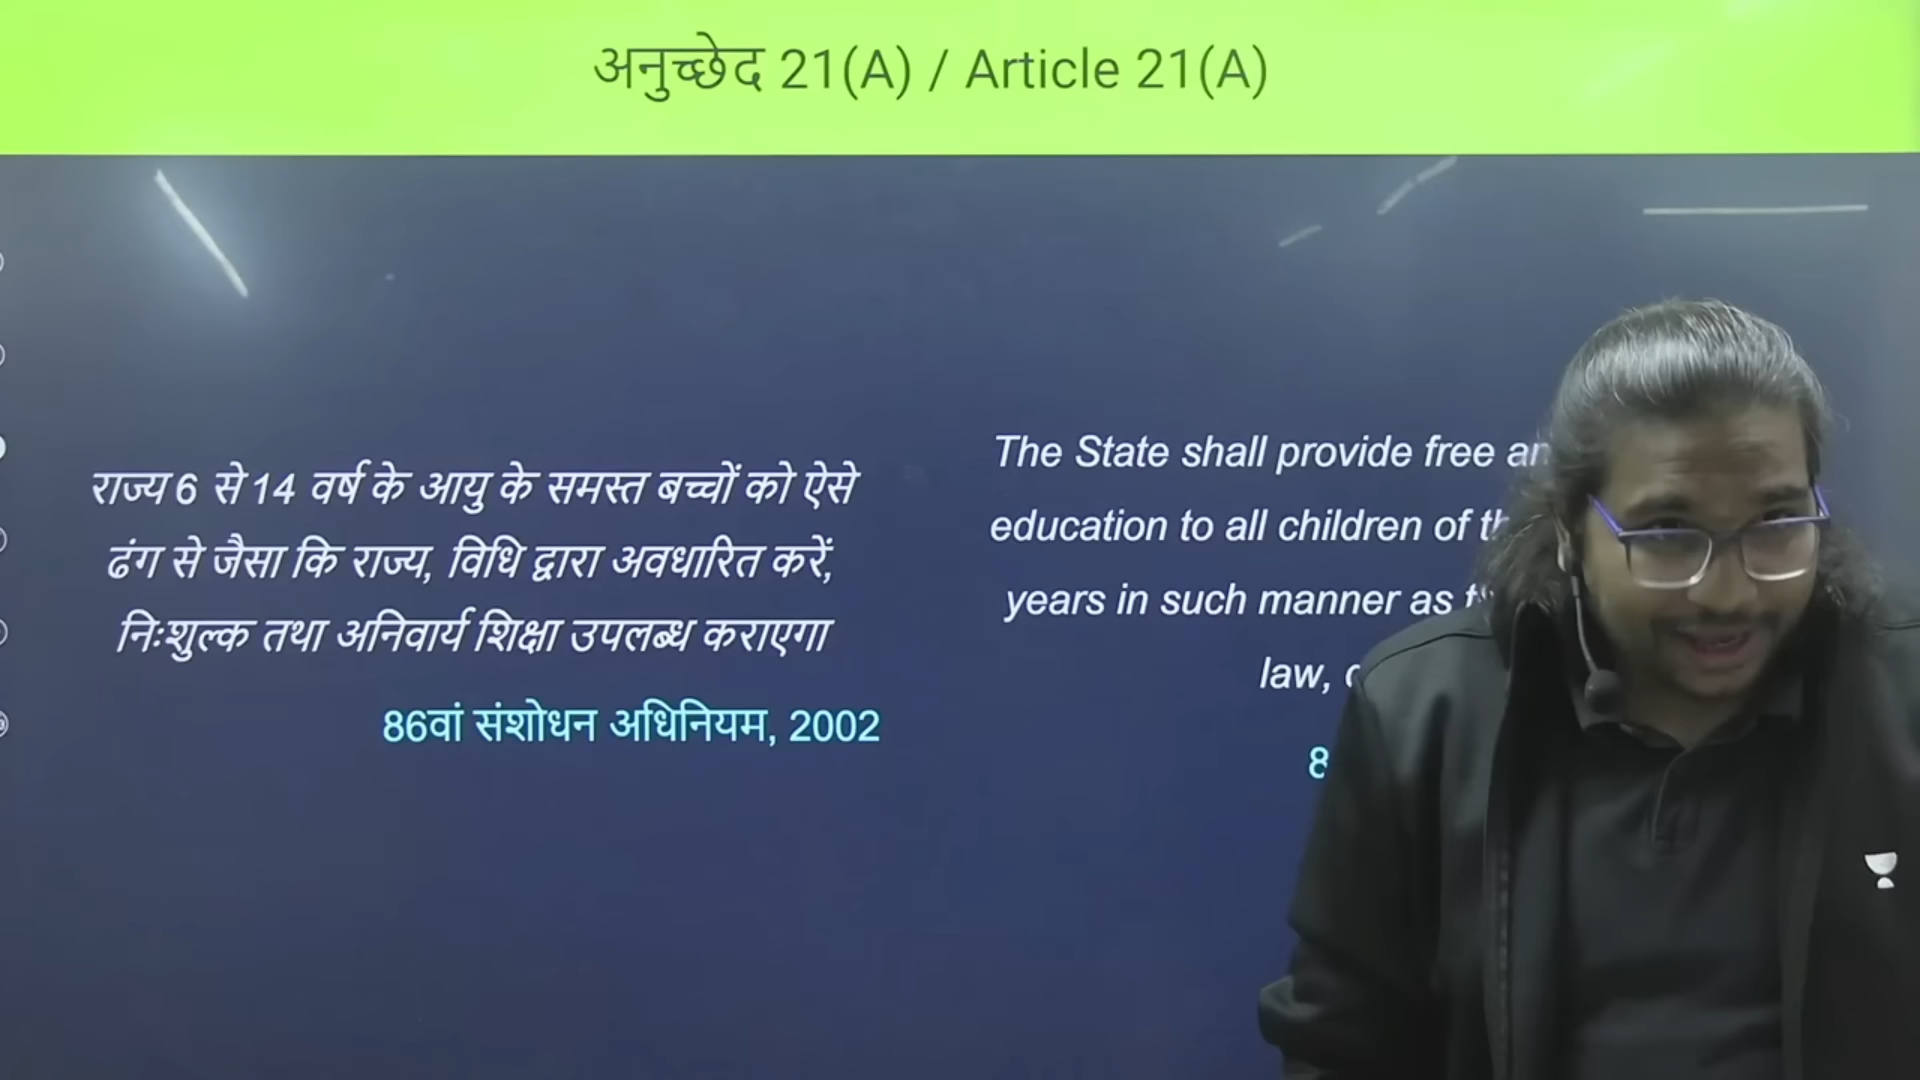 अनुच्छेद 21(A) / Article 21(A)
राज्य 6 से 14 वर्ष के आयु के समस्त बच्चों को ऐसे
ढंग से जैसा कि राज्य, विधि द्वारा अवधारित करें,
निःशुल्क तथा अनिवार्य शिक्षा उपलब्ध कराएगा
86वां संशोधन अधिनियम, 2002
The State shall provide free
education to all children of
years in such manner as
law,